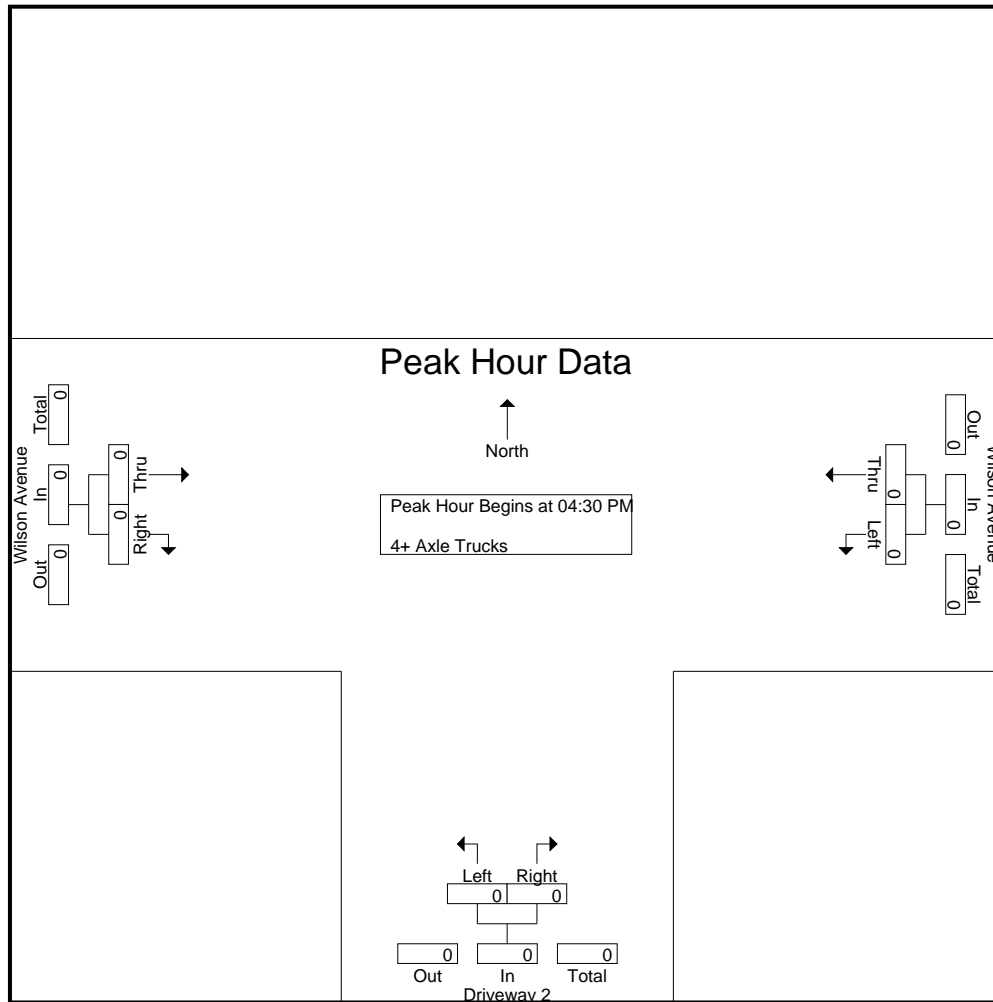 Peak Hour Data
North
Peak Hour Begins at 04:30 PM
4+ Axle Trucks
Wilson Avenue
Total
0
In
0
Out
0
Thru
0
Right
0
Wilson Avenue
Out
0
In
0
Total
0
Thru
0
Left
0
Left Right
0 0
0 0 0
Out In Total
Driveway 2